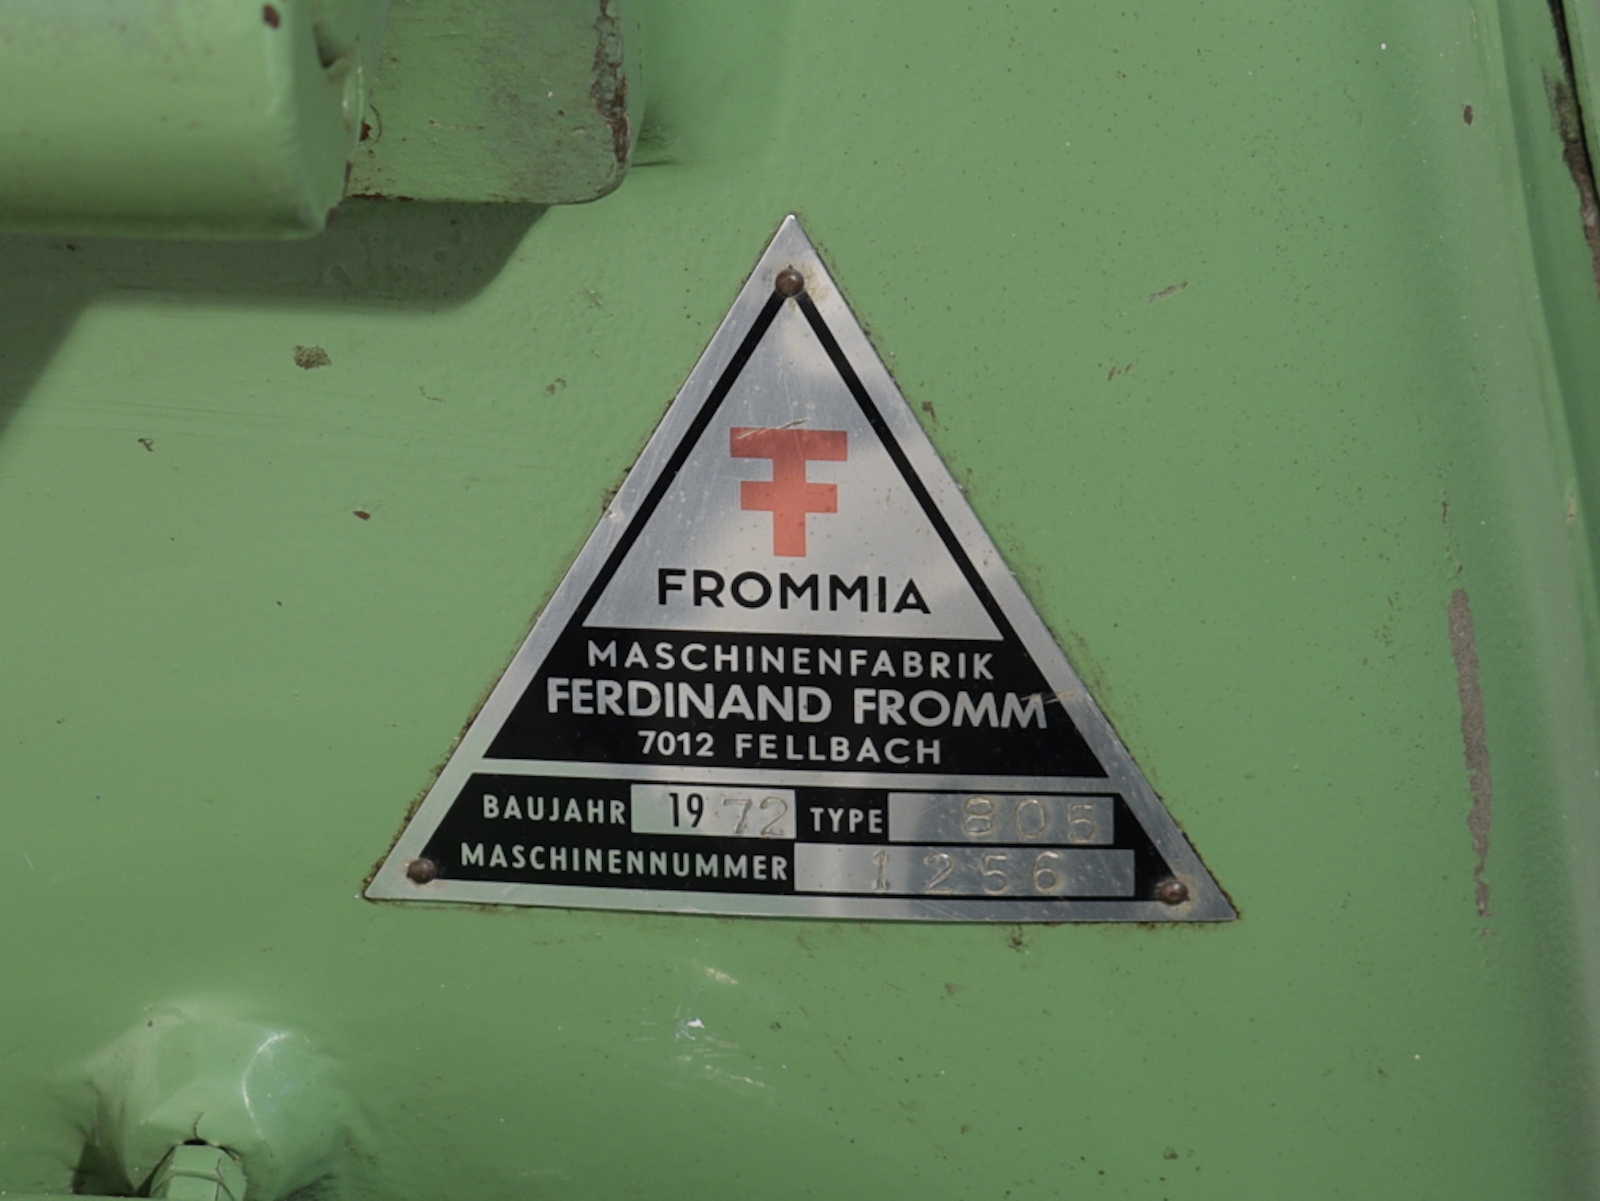 FROMMIA
MASCHINENFABRIK
FERDINAND FROMM
7012 FELLBACH
BAUJAHR 1972 TYPE 805
MASCHINENNUMMER 1256